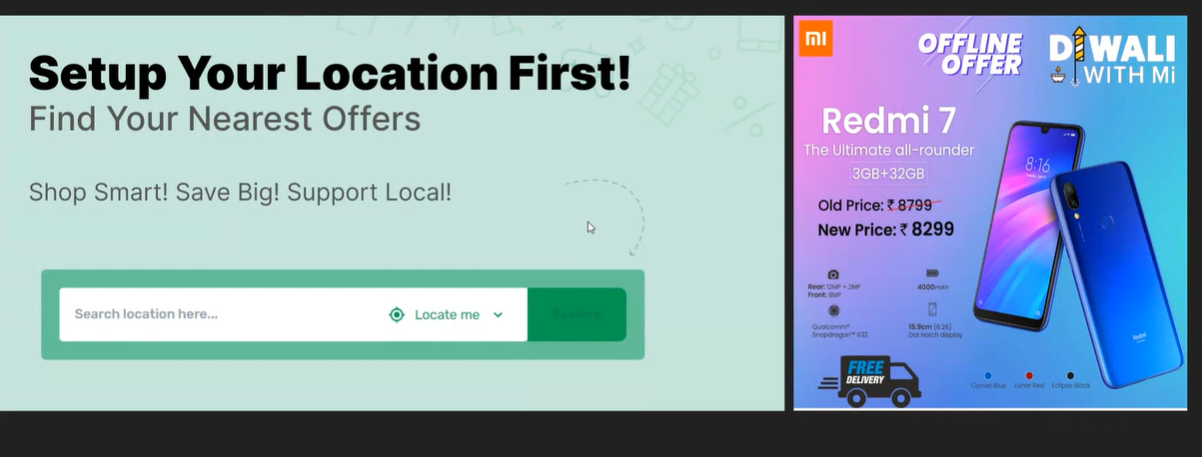 Setup Your Location First!
Find Your Nearest Offers
Shop Smart! Save Big! Support Local!
Search location here...
Locate me
Explore
mi
OFFLINE
OFFER
DIWALI
WITH Mi
Redmi 7
The Ultimate all-rounder
3GB+32GB
Old Price: ₹ 8799
New Price: ₹ 8299
8:16
Rear: 12MP + 2MP
Front: 8MP
4000mAh
Qualcomm®
Snapdragon™ 632
15.9cm (6.26)
Dot Notch display
Redmi
FREE
DELIVERY
Comet Blue
Lunar Red
Eclipse Black